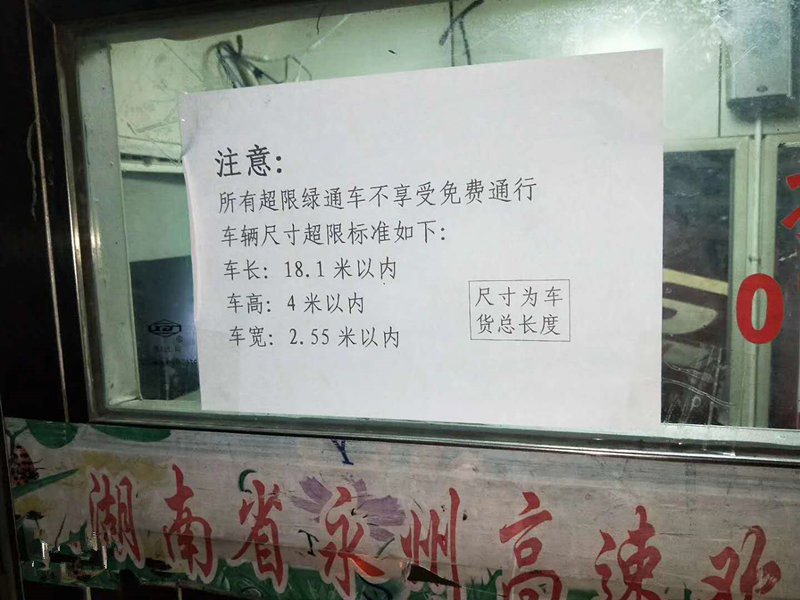 注意：
所有超限绿通车不享受免费通行
车辆尺寸超限标准如下：
车长：18.1 米以内
车高：4 米以内
车宽：2.55 米以内
尺寸为车
货总长度
0
湖南省永州高速欢